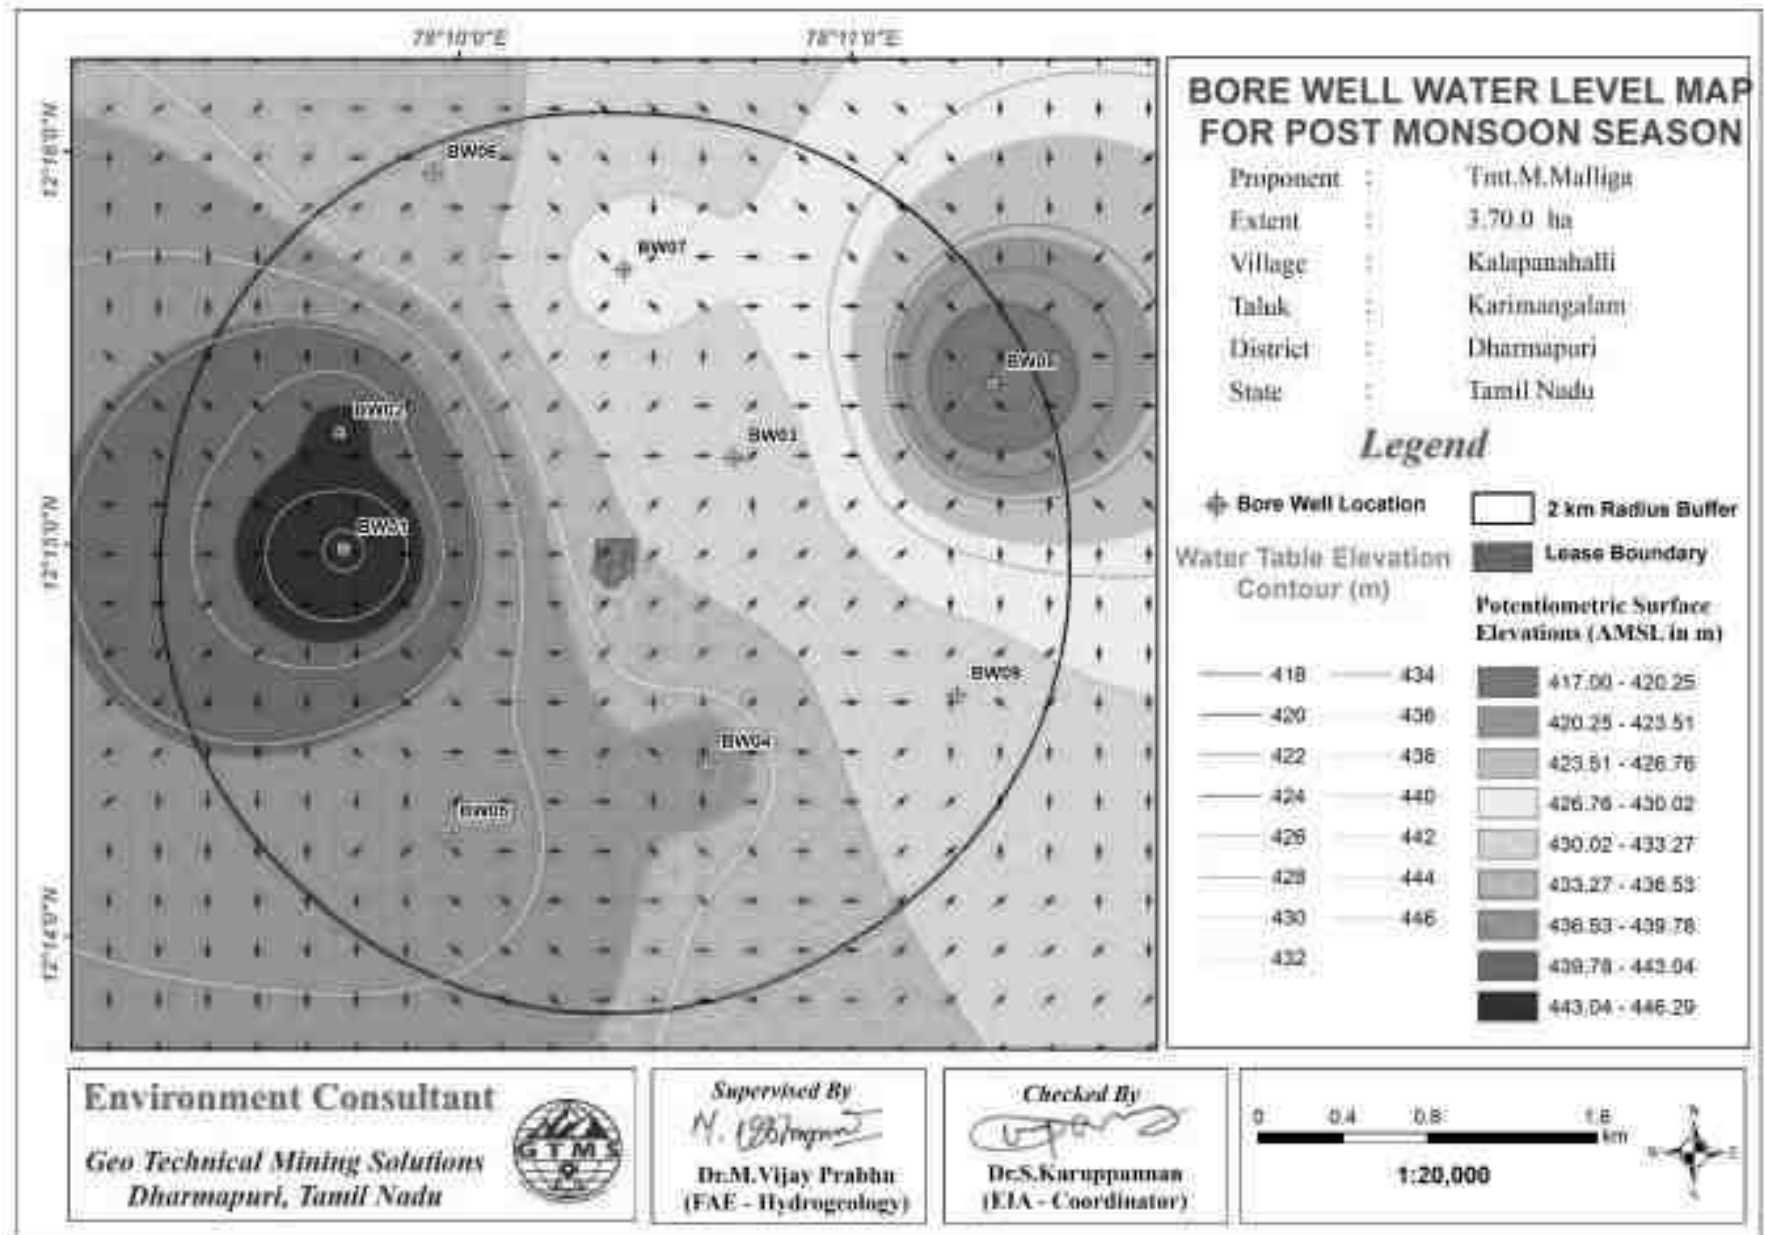 78°10'0"E 78°11'0"E
12°16'0"N
12°15'0"N
12°14'0"N
BW06
BW07
BW02
BW03
BW01
BW09
BW04
BW05
BORE WELL WATER LEVEL MAP
FOR POST MONSOON SEASON
Proponent : Tmt.M.Malliga
Extent : 3.70.0 ha
Village : Kalapanahalli
Taluk : Karimangalam
District : Dharmapuri
State : Tamil Nadu
Legend
Bore Well Location
2 km Radius Buffer
Lease Boundary
Water Table Elevation
Contour (m)
418 434
420 436
422 438
424 440
426 442
428 444
430 446
432
Potentiometric Surface
Elevations (AMSL in m)
417.00 - 420.25
420.25 - 423.51
423.51 - 426.76
426.76 - 430.02
430.02 - 433.27
433.27 - 436.53
436.53 - 439.78
439.78 - 443.04
443.04 - 446.29
Environment Consultant
Geo Technical Mining Solutions
Dharmapuri, Tamil Nadu
GTMS
Supervised By
Dr.M.Vijay Prabhu
(FAE - Hydrogeology)
Checked By
Dr.S.Karuppannan
(EIA - Coordinator)
0 0.4 0.8 1.6
km
1:20,000
N
E
S